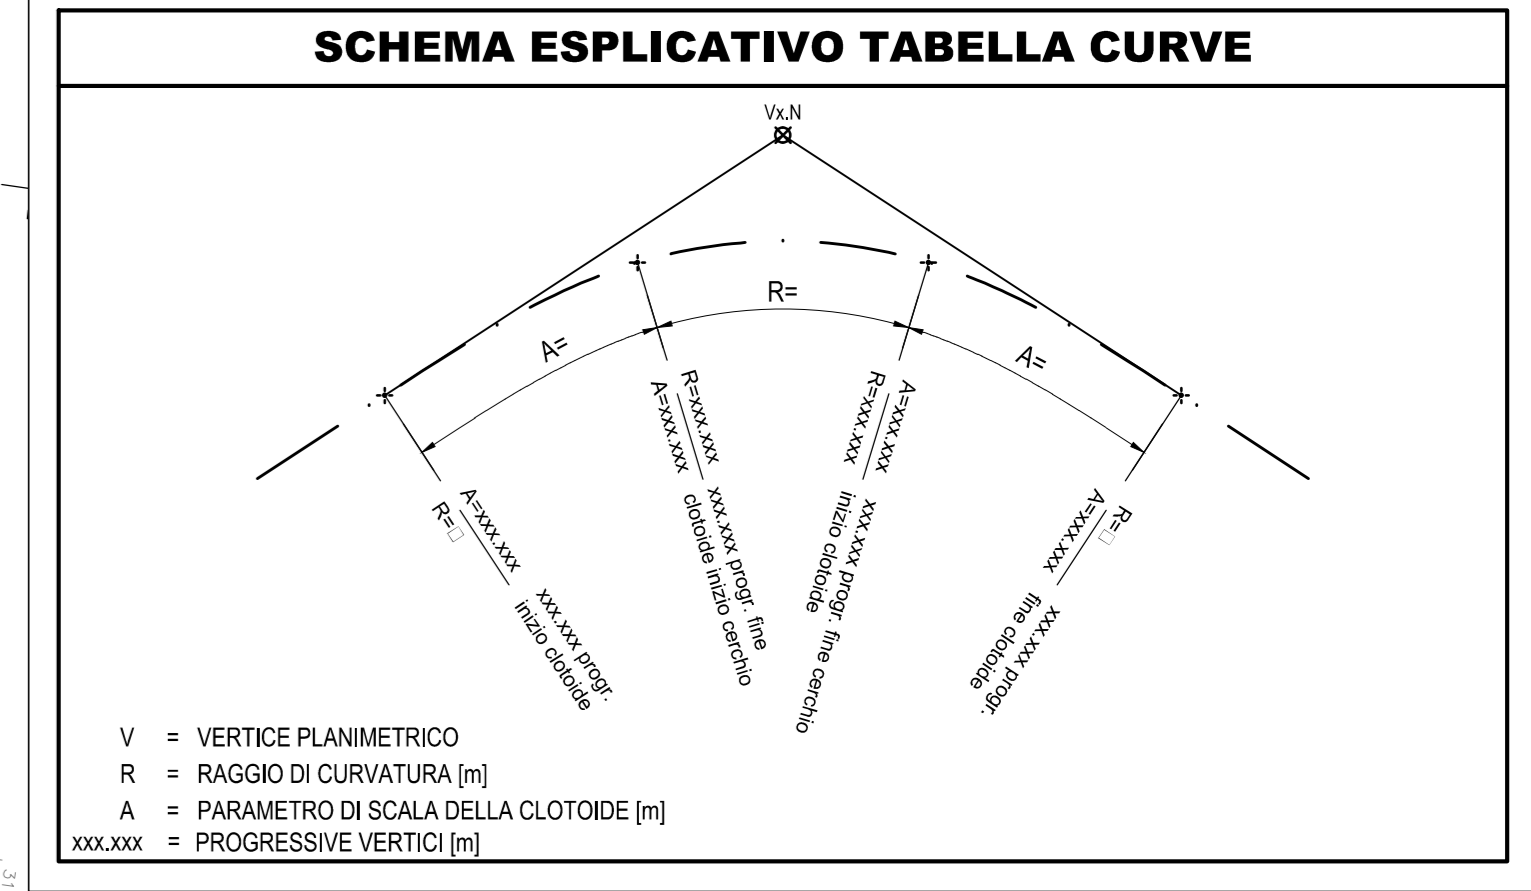 SCHEMA ESPLICATIVO TABELLA CURVE
Vx.N
R=
A=
A=
A=xxx.xxx
R=□
xxx.xxx progr.
inizio clotoide
R=xxx.xxx
A=xxx.xxx
xxx.xxx progr. fine
clotoide inizio cerchio
A=xxx.xxx
R=xxx.xxx
xxx.xxx progr. fine cerchio
inizio clotoide
R=□
A=xxx.xxx
xxx.xxx progr.
fine clotoide
V = VERTICE PLANIMETRICO
R = RAGGIO DI CURVATURA [m]
A = PARAMETRO DI SCALA DELLA CLOTOIDE [m]
xxx.xxx = PROGRESSIVE VERTICI [m]